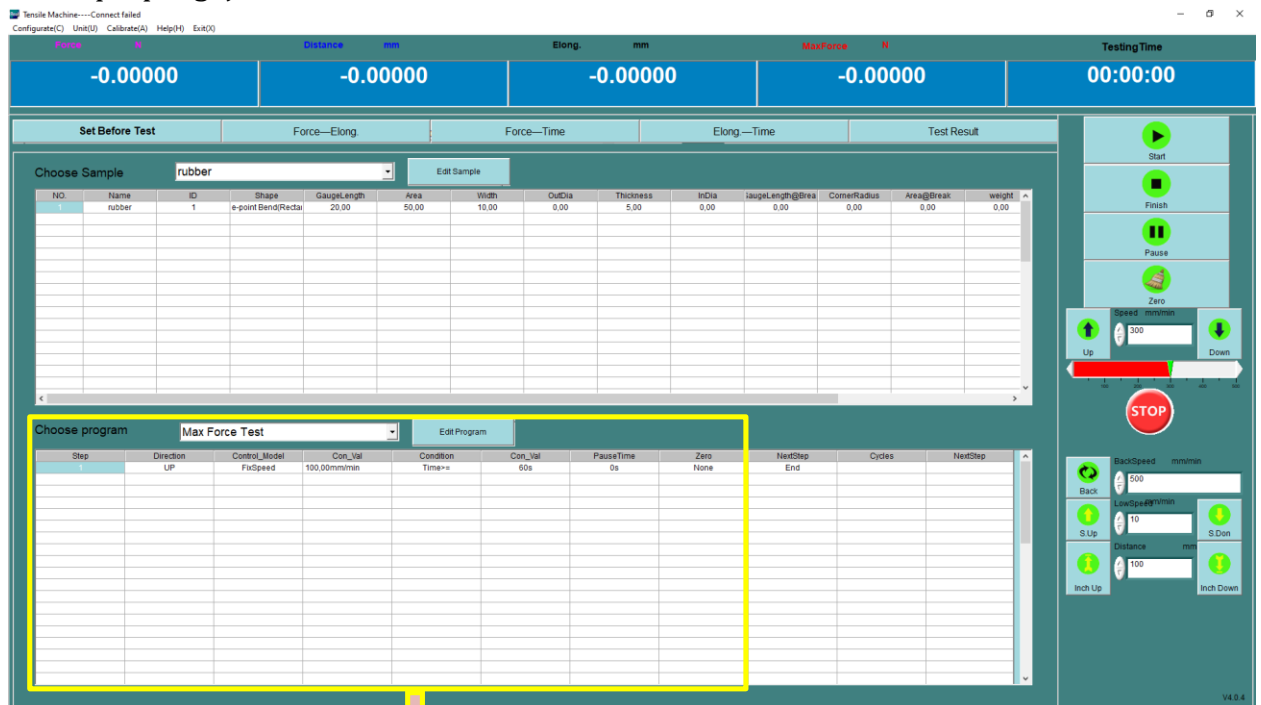 Tensile Machine----Connect failed
Configurate(C) Unit(U) Calibrate(A) Help(H) Exit(X)
Force N Distance mm Elong. mm MaxForce N TestingTime
-0.00000 -0.00000 -0.00000 -0.00000 00:00:00
Set Before Test Force—Elong. Force—Time Elong.—Time Test Result
Start
Choose Sample rubber Edit Sample
NO. Name ID Shape GaugeLength Area Width OutDia Thickness InDia GaugeLength@Brea CornerRadius Area@Break weight
1 rubber 1 e-point Bend(Rectar 20,00 50,00 10,00 0,00 5,00 0,00 0,00 0,00 0,00 0,00
Finish
Pause
Zero
Speed mm/min
300
Up Down
100 200 300 400 500
STOP
Choose program Max Force Test Edit Program
Step Direction Control_Model Con_Val Condition Con_Val PauseTime Zero NextStep Cycles NextStep
1 UP FixSpeed 100,00mm/min Time>= 60s 0s None End
BackSpeed mm/min
500
Back
LowSpeed mm/min
10
S.Up S.Don
Distance mm
100
Inch Up Inch Down
V4.0.4